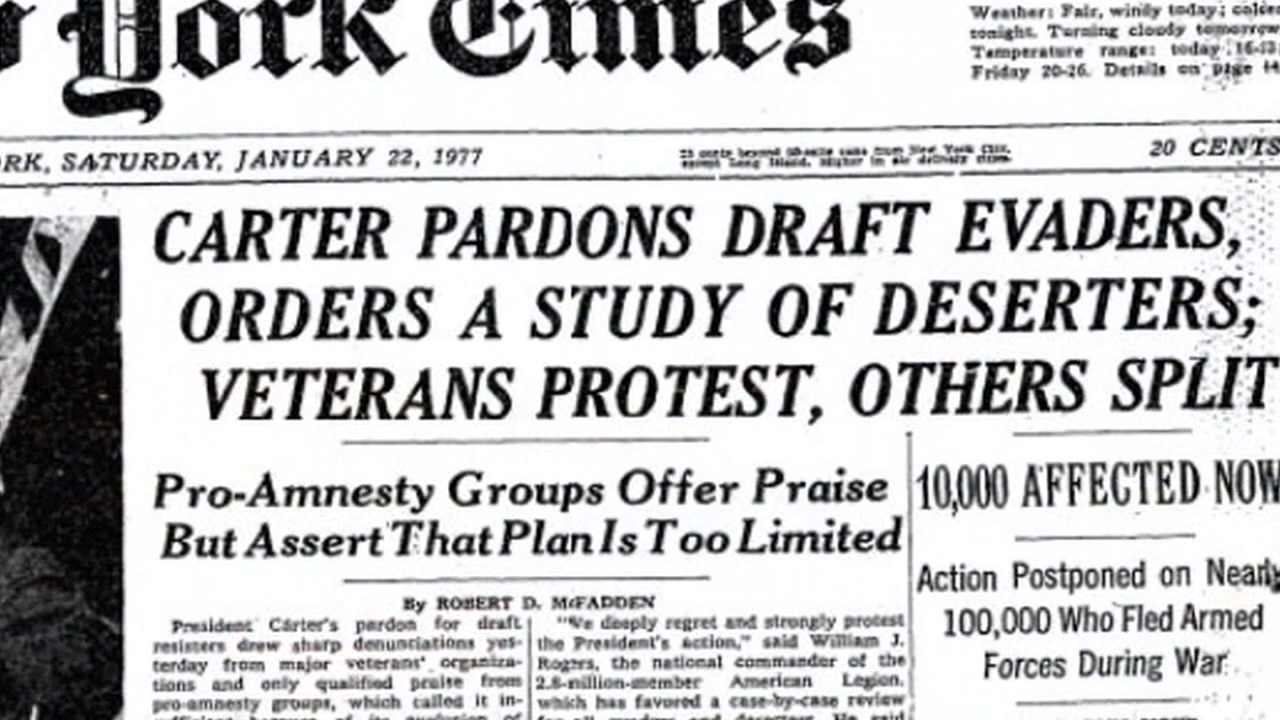 York Times
Weather: Fair, windy today; colder
tonight. Turning cloudy tomorrow
Temperature range: today
Friday 20-26. Details on page
RK, SATURDAY, JANUARY 22, 1977
20 CENTS
CARTER PARDONS DRAFT EVADERS,
ORDERS A STUDY OF DESERTERS;
VETERANS PROTEST, OTHERS SPLIT
Pro-Amnesty Groups Offer Praise
But Assert That Plan Is Too Limited
By ROBERT D. McFADDEN
President Carter's pardon for draft
resisters drew sharp denunciations yes-
terday from major veterans' organiza-
tions and only qualified praise from
pro-amnesty groups, which called it in-
"We deeply regret and strongly protest
the President's action," said William J.
Rogers, the national commander of the
2.8-million-member American Legion,
which has favored a case-by-case review
10,000 AFFECTED NOW
Action Postponed on Nearly
100,000 Who Fled Armed
Forces During War